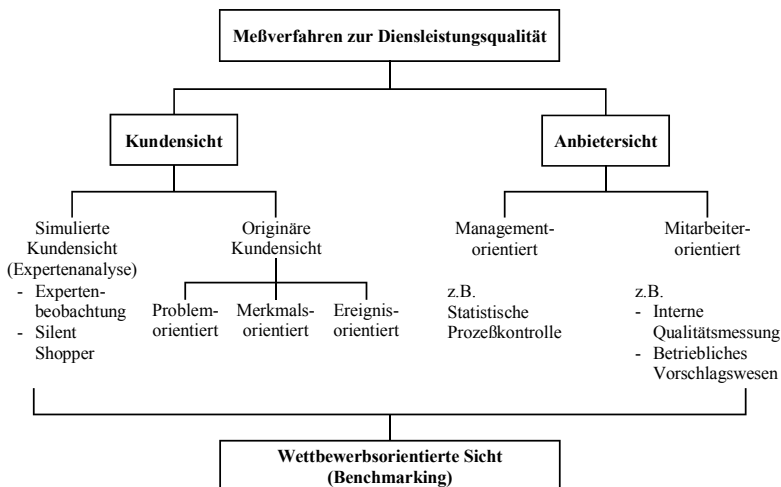 Meßverfahren zur Diensleistungsqualität
Kundensicht
Anbietersicht
Simulierte
Kundensicht
(Expertenanalyse)
- Experten-
beobachtung
- Silent
Shopper
Originäre
Kundensicht
Problem-
orientiert
Merkmals-
orientiert
Ereignis-
orientiert
Management-
orientiert
z.B.
Statistische
Prozeßkontrolle
Mitarbeiter-
orientiert
z.B.
- Interne
Qualitätsmessung
- Betriebliches
Vorschlagswesen
Wettbewerbsorientierte Sicht
(Benchmarking)